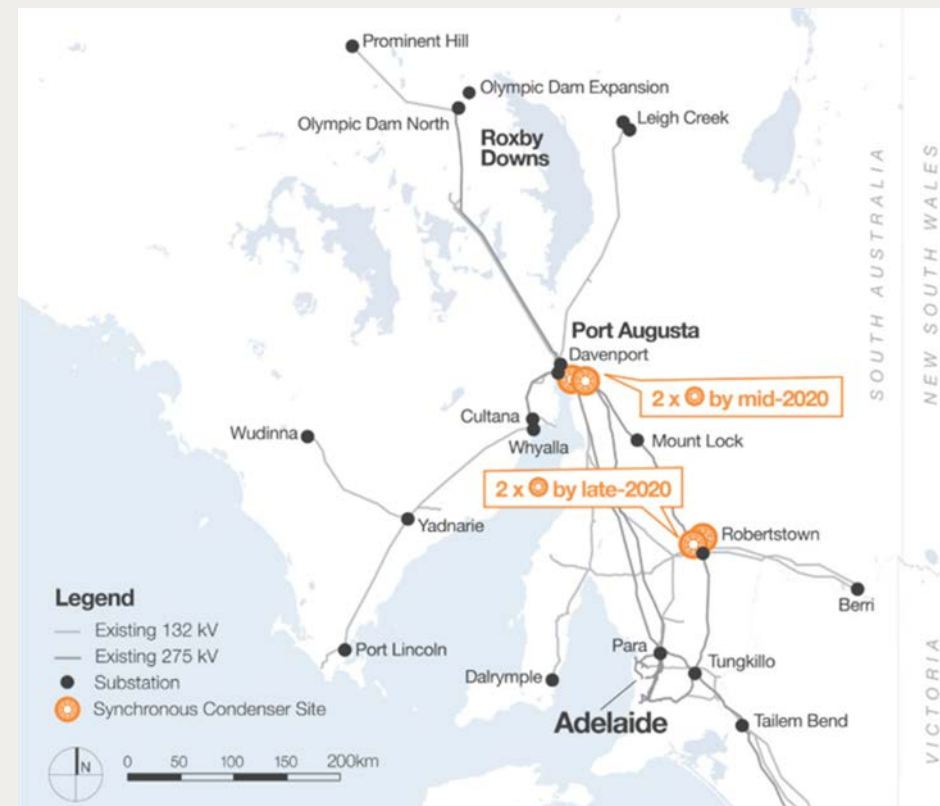 Prominent Hill
Olympic Dam Expansion
Olympic Dam North
Leigh Creek
Roxby
Downs
SOUTH AUSTRALIA
NEW SOUTH WALES
Port Augusta
Davenport
2 x by mid-2020
Cultana
Whyalla
Wudinna
Mount Lock
2 x by late-2020
Yadnarie
Robertstown
Berri
Legend
Existing 132 kV
Existing 275 kV
Substation
Synchronous Condenser Site
Port Lincoln
Dalrymple
Para
Tungkillo
Adelaide
Tailem Bend
VICTORIA
N
0 50 100 150 200km